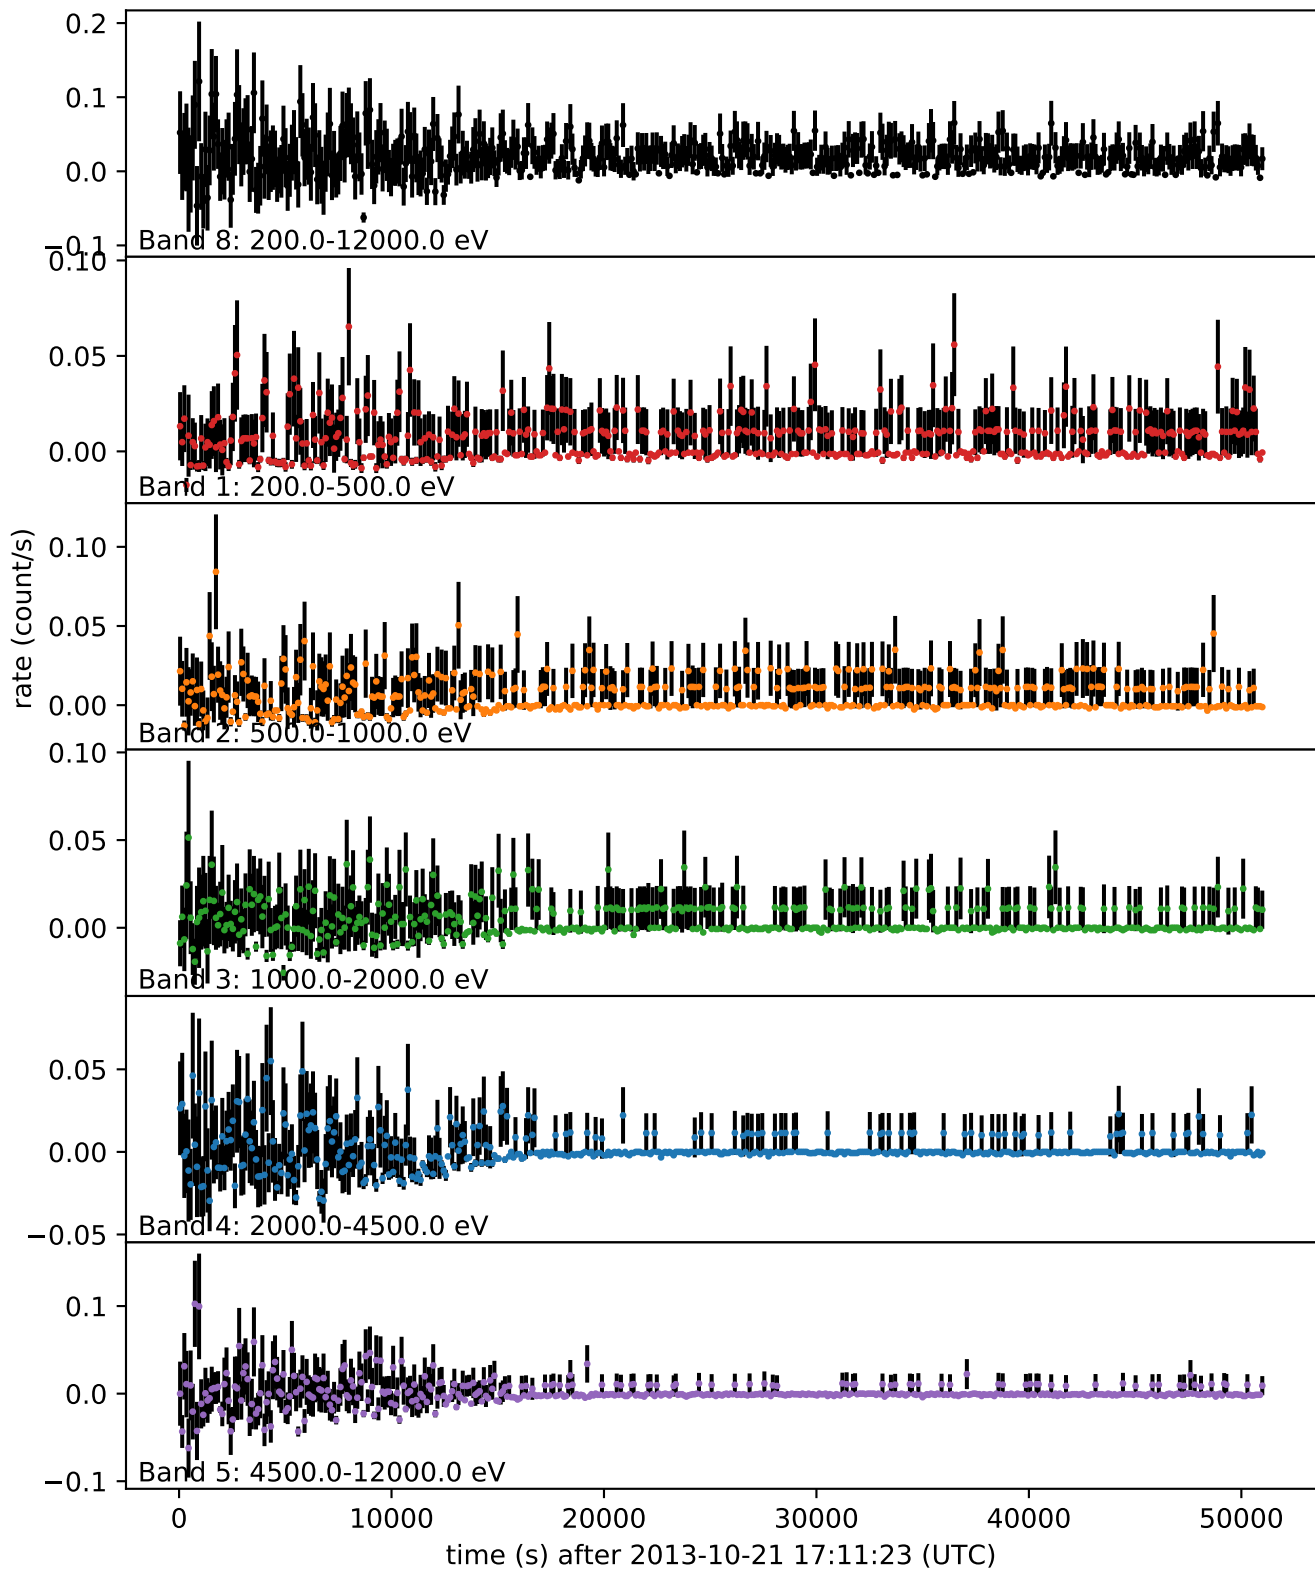 0.2
0.1
0.0
−0.1
Band 8: 200.0-12000.0 eV
0.10
0.05
0.00
Band 1: 200.0-500.0 eV
0.10
0.05
0.00
Band 2: 500.0-1000.0 eV
rate (count/s)
0.10
0.05
0.00
Band 3: 1000.0-2000.0 eV
0.05
0.00
−0.05
Band 4: 2000.0-4500.0 eV
0.1
0.0
−0.1
Band 5: 4500.0-12000.0 eV
0 10000 20000 30000 40000 50000
time (s) after 2013-10-21 17:11:23 (UTC)